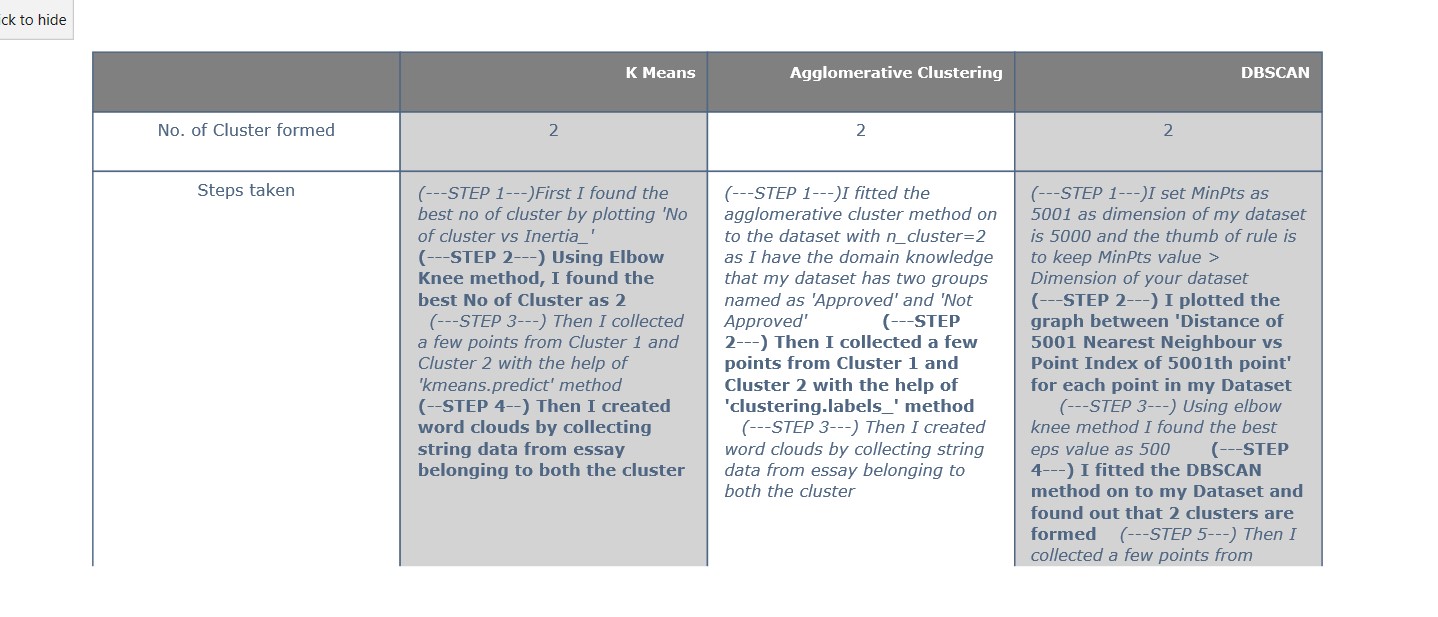 ck to hide
K Means
Agglomerative Clustering
DBSCAN
No. of Cluster formed
2
2
2
Steps taken
(---STEP 1---)First I found the
best no of cluster by plotting 'No
of cluster vs Inertia_'
(---STEP 2---) Using Elbow
Knee method, I found the
best No of Cluster as 2
(---STEP 3---) Then I collected
a few points from Cluster 1 and
Cluster 2 with the help of
'kmeans.predict' method
(--STEP 4--) Then I created
word clouds by collecting
string data from essay
belonging to both the cluster
(---STEP 1---)I fitted the
agglomerative cluster method on
to the dataset with n_cluster=2
as I have the domain knowledge
that my dataset has two groups
named as 'Approved' and 'Not
Approved' (---STEP
2---) Then I collected a few
points from Cluster 1 and
Cluster 2 with the help of
'clustering.labels_' method
(---STEP 3---) Then I created
word clouds by collecting string
data from essay belonging to
both the cluster
(---STEP 1---)I set MinPts as
5001 as dimension of my dataset
is 5000 and the thumb of rule is
to keep MinPts value >
Dimension of your dataset
(---STEP 2---) I plotted the
graph between 'Distance of
5001 Nearest Neighbour vs
Point Index of 5001th point'
for each point in my Dataset
(---STEP 3---) Using elbow
knee method I found the best
eps value as 500 (---STEP
4---) I fitted the DBSCAN
method on to my Dataset and
found out that 2 clusters are
formed (---STEP 5---) Then I
collected a few points from